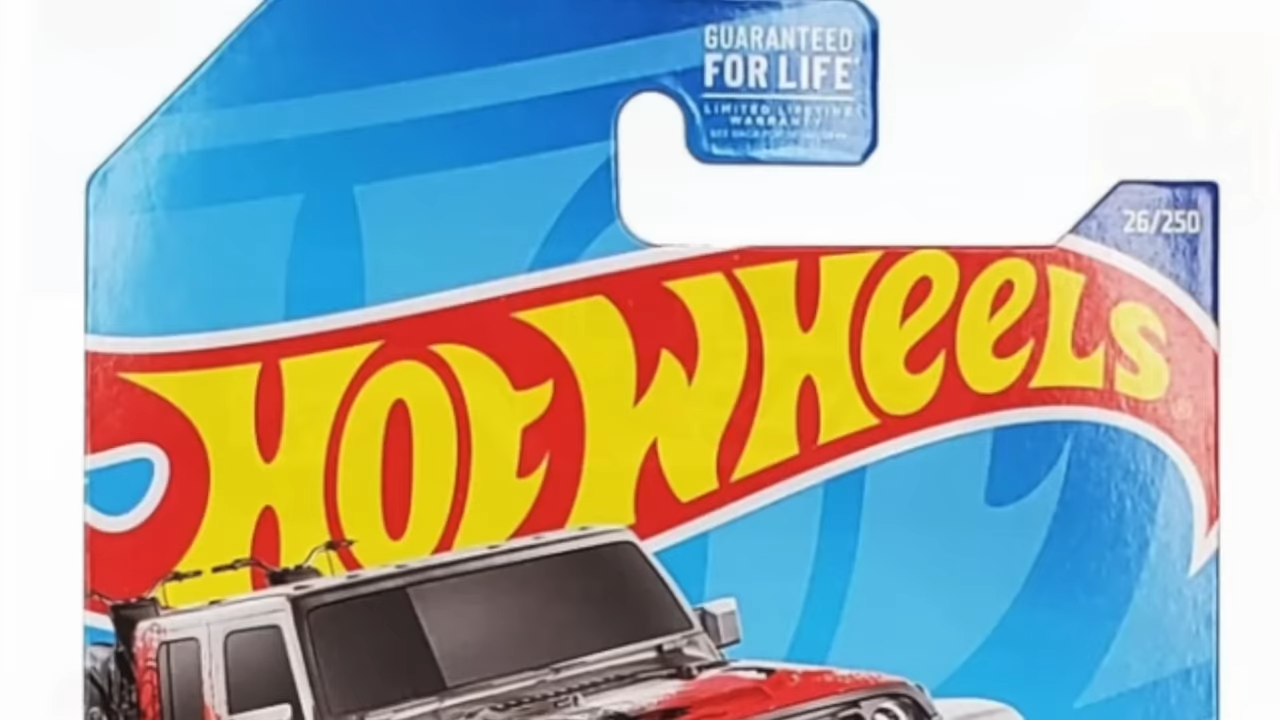 GUARANTEED
FOR LIFE
LIMITED LIFETIME
WARRANTY
26/250
HOT WHEELS